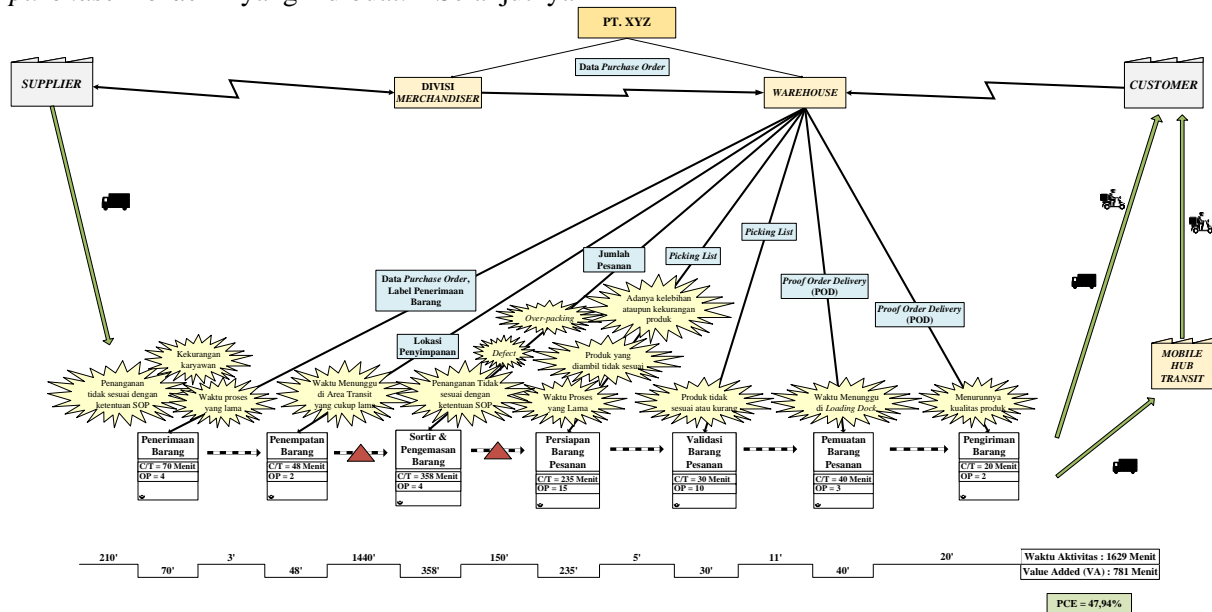 yang Selanjutnya
PT. XYZ
Data Purchase Order
SUPPLIER
DIVISI
MERCHANDISER
WAREHOUSE
CUSTOMER
Picking List
Jumlah
Pesanan
Picking List
Data Purchase Order,
Label Penerimaan
Barang
Proof Order Delivery
(POD)
Proof Order Delivery
(POD)
Adanya kelebihan
ataupun kekurangan
produk
Over-packing
Lokasi
Penyimpanan
Defect
Produk yang
diambil tidak sesuai
Kekurangan
karyawan
MOBILE
HUB
TRANSIT
Penanganan
tidak sesuai dengan
ketentuan SOP
Waktu proses
yang lama
Waktu Menunggu
di Area Transit
yang cukup lama
Penanganan Tidak
sesuai dengan
ketentuan SOP
Waktu Proses
yang Lama
Produk tidak
sesuai atau kurang
Waktu Menunggu
di Loading Dock
Menurunnya
kualitas produk
Penerimaan
Barang
C/T = 70 Menit
OP = 4
Penempatan
Barang
C/T = 48 Menit
OP = 2
Sortir &
Pengemasan
Barang
C/T = 358 Menit
OP = 4
Persiapan
Barang
Pesanan
C/T = 235 Menit
OP = 15
Validasi
Barang
Pesanan
C/T = 30 Menit
OP = 10
Pemuatan
Barang
Pesanan
C/T = 40 Menit
OP = 3
Pengiriman
Barang
C/T = 20 Menit
OP = 2
210' 3' 1440' 150' 5' 11' 20'
70' 48' 358' 235' 30' 40'
Waktu Aktivitas : 1629 Menit
Value Added (VA) : 781 Menit
PCE = 47,94%